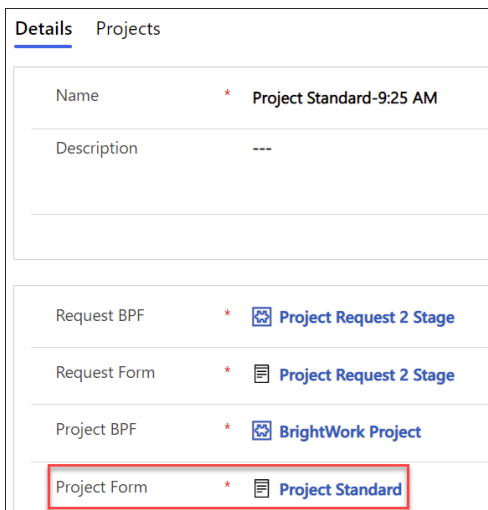 Details Projects
Name * Project Standard-9:25 AM
Description ---
Request BPF * Project Request 2 Stage
Request Form * Project Request 2 Stage
Project BPF * BrightWork Project
Project Form * Project Standard